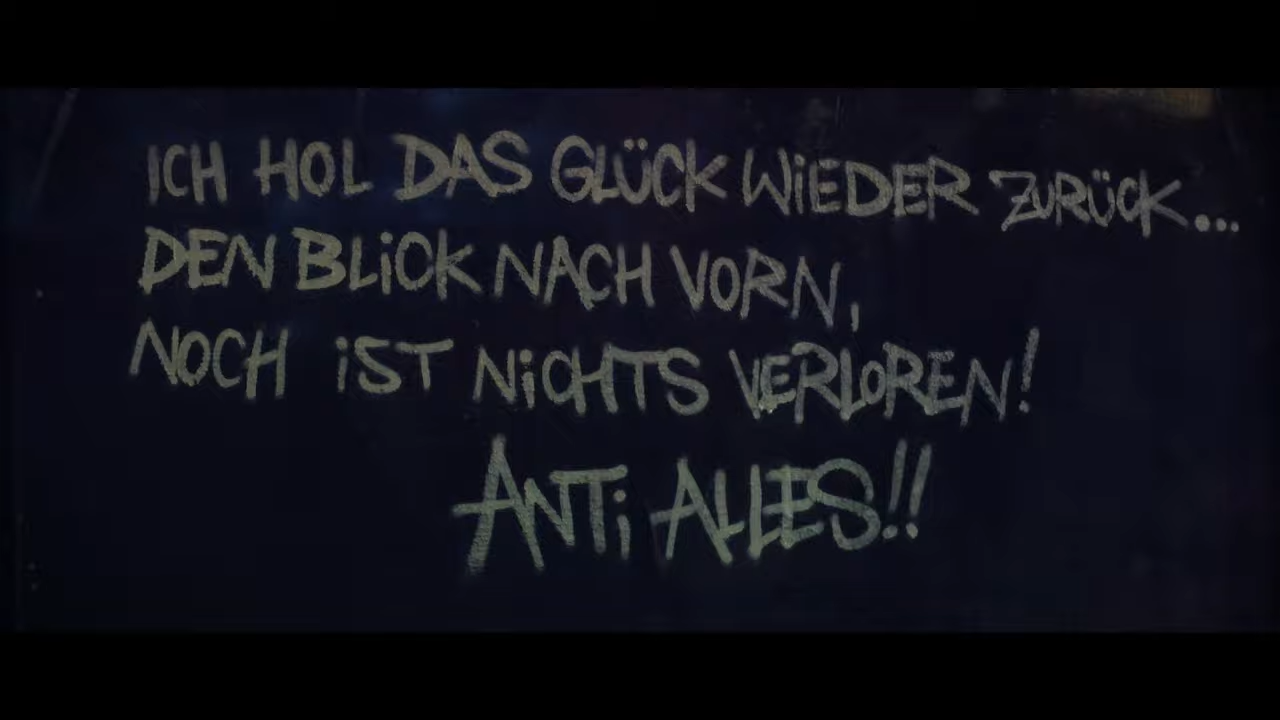 ICH HOL DAS GLÜCK WiEDER ZURÜCK...
DEN BLiCK NACH VORN,
NOCH iST NiCHTS VERLOREN!
ANTi ALLES!!